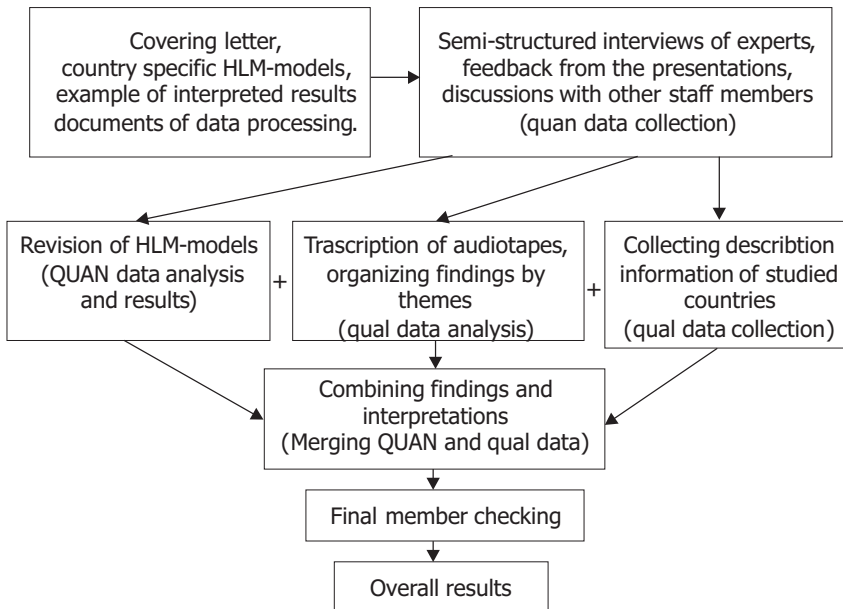 Covering letter,
country specific HLM-models,
example of interpreted results
documents of data processing.
Semi-structured interviews of experts,
feedback from the presentations,
discussions with other staff members
(quan data collection)
Revision of HLM-models
(QUAN data analysis
and results)
+
Trascription of audiotapes,
organizing findings by
themes
(qual data analysis)
+
Collecting describtion
information of studied
countries
(qual data collection)
Combining findings and
interpretations
(Merging QUAN and qual data)
Final member checking
Overall results